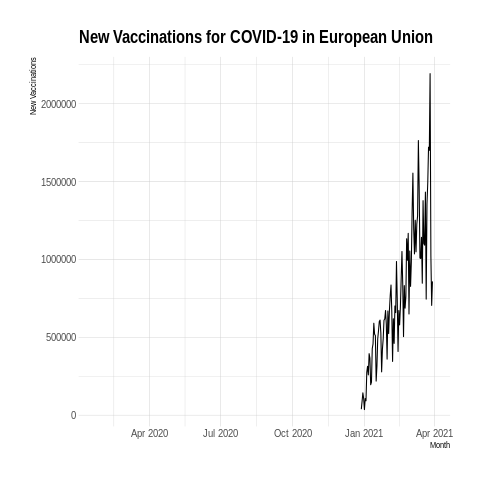 New Vaccinations for COVID-19 in European Union
New Vaccinations
2000000
1500000
1000000
500000
0
Apr 2020 Jul 2020 Oct 2020 Jan 2021 Apr 2021
Month